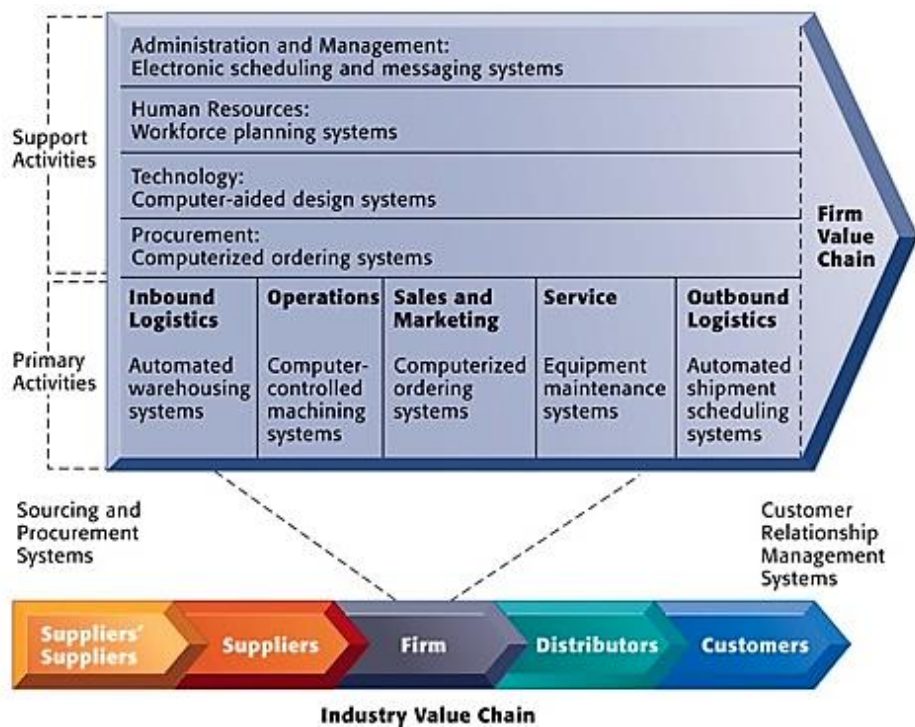 Support
Activities
Administration and Management:
Electronic scheduling and messaging systems
Human Resources:
Workforce planning systems
Technology:
Computer-aided design systems
Procurement:
Computerized ordering systems
Firm
Value
Chain
Primary
Activities
Inbound
Logistics
Automated
warehousing
systems
Operations
Computer-
controlled
machining
systems
Sales and
Marketing
Computerized
ordering
systems
Service
Equipment
maintenance
systems
Outbound
Logistics
Automated
shipment
scheduling
systems
Sourcing and
Procurement
Systems
Customer
Relationship
Management
Systems
Suppliers'
Suppliers
Suppliers
Firm
Distributors
Customers
Industry Value Chain